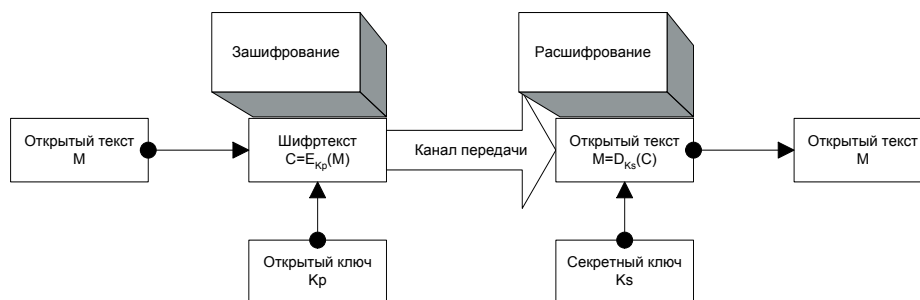 Зашифрование
Расшифрование
Открытый текст
M
Шифртекст
C=E_Kp(M)
Канал передачи
Открытый текст
M=D_Ks(C)
Открытый текст
M
Открытый ключ
Kp
Секретный ключ
Ks